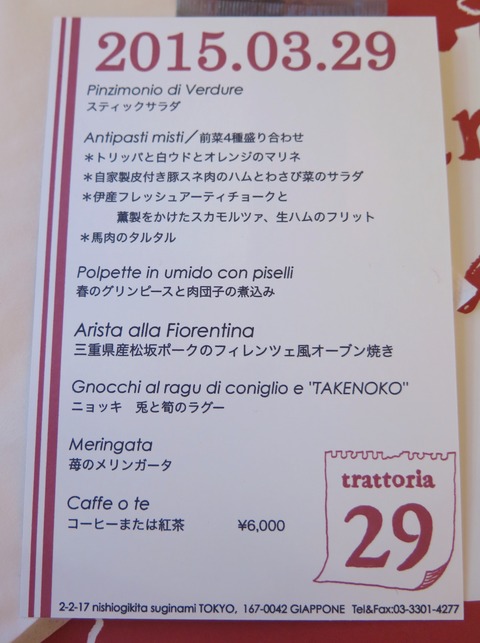 2015.03.29
Pinzimonio di Verdure
スティックサラダ
Antipasti misti／前菜4種盛り合わせ
＊トリッパと白ウドとオレンジのマリネ
＊自家製皮付き豚スネ肉のハムとわさび菜のサラダ
＊伊産フレッシュアーティチョークと
薫製をかけたスカモルツァ、生ハムのフリット
＊馬肉のタルタル
Polpette in umido con piselli
春のグリンピースと肉団子の煮込み
Arista alla Fiorentina
三重県産松坂ポークのフィレンツェ風オーブン焼き
Gnocchi al ragu di coniglio e "TAKENOKO"
ニョッキ　兎と筍のラグー
Meringata
苺のメリンガータ
Caffe o te
コーヒーまたは紅茶　¥6,000
trattoria
29
2-2-17 nishiogikita suginami TOKYO, 167-0042 GIAPPONE Tel&Fax:03-3301-4277